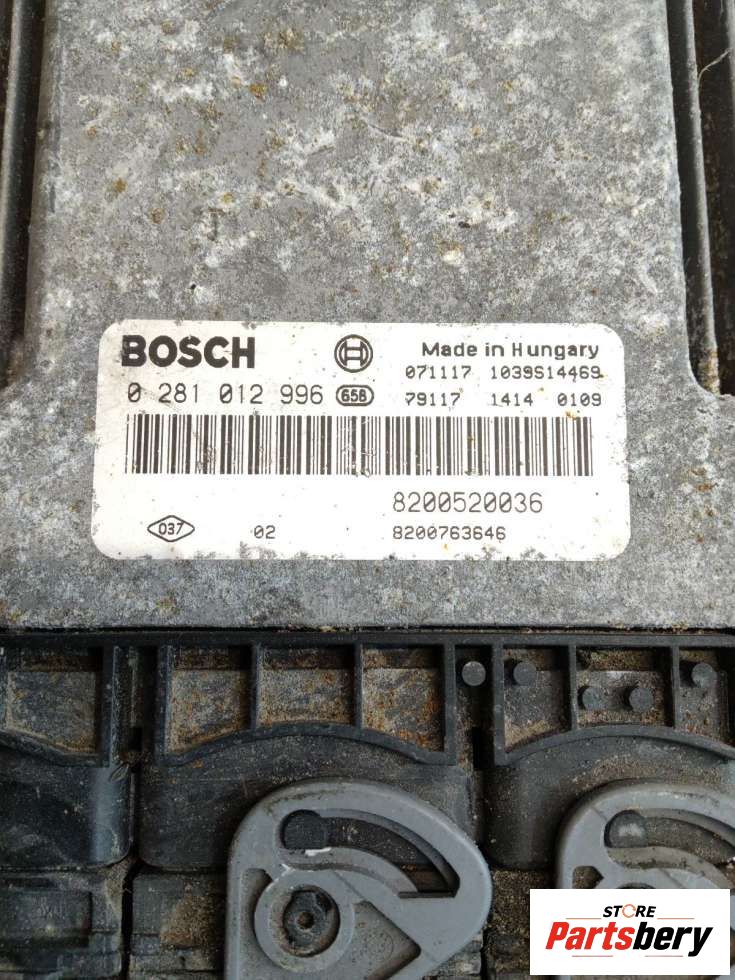 BOSCH
Made in Hungary
071117 1039S14469
0 281 012 996 G5B
79117 1414 0109
8200520036
037 02 8200763646
STORE
Partsbery